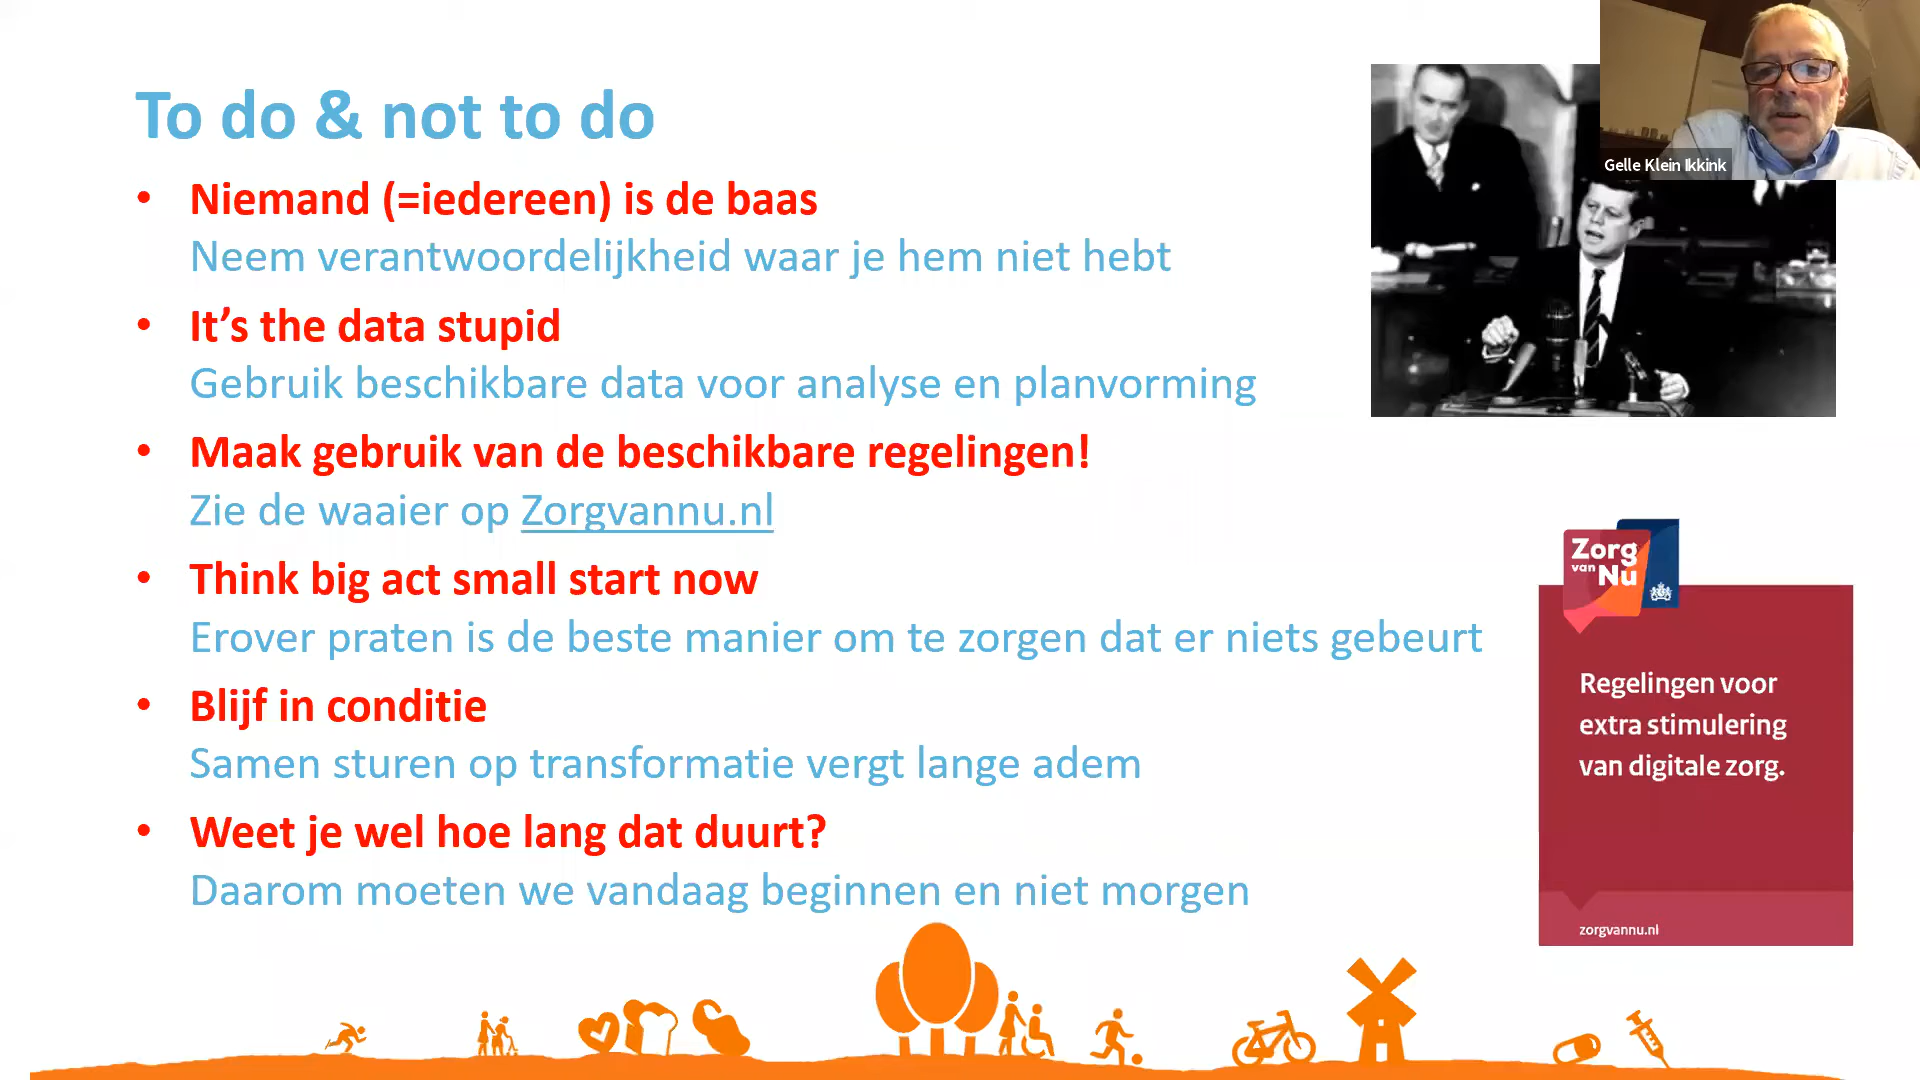 To do & not to do
• Niemand (=iedereen) is de baas
Neem verantwoordelijkheid waar je hem niet hebt
• It’s the data stupid
Gebruik beschikbare data voor analyse en planvorming
• Maak gebruik van de beschikbare regelingen!
Zie de waaier op Zorgvannu.nl
• Think big act small start now
Erover praten is de beste manier om te zorgen dat er niets gebeurt
• Blijf in conditie
Samen sturen op transformatie vergt lange adem
• Weet je wel hoe lang dat duurt?
Daarom moeten we vandaag beginnen en niet morgen
Gelle Klein Ikkink
Zorg
van Nu
Regelingen voor
extra stimulering
van digitale zorg.
zorgvannu.nl